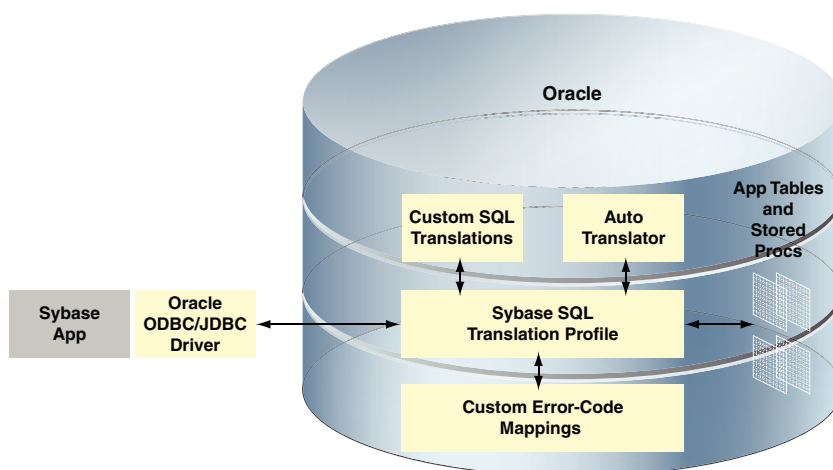 Oracle
App Tables
and
Stored
Procs
Custom SQL
Translations
Auto
Translator
Sybase
App
Oracle
ODBC/JDBC
Driver
Sybase SQL
Translation Profile
Custom Error-Code
Mappings